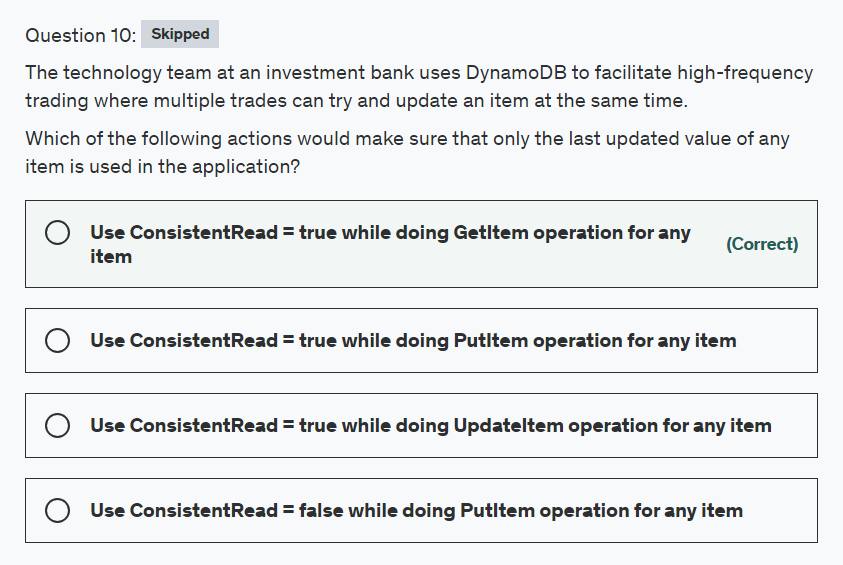 Question 10: Skipped
The technology team at an investment bank uses DynamoDB to facilitate high-frequency
trading where multiple trades can try and update an item at the same time.
Which of the following actions would make sure that only the last updated value of any
item is used in the application?
Use ConsistentRead = true while doing GetItem operation for any
item
(Correct)
Use ConsistentRead = true while doing PutItem operation for any item
Use ConsistentRead = true while doing UpdateItem operation for any item
Use ConsistentRead = false while doing PutItem operation for any item